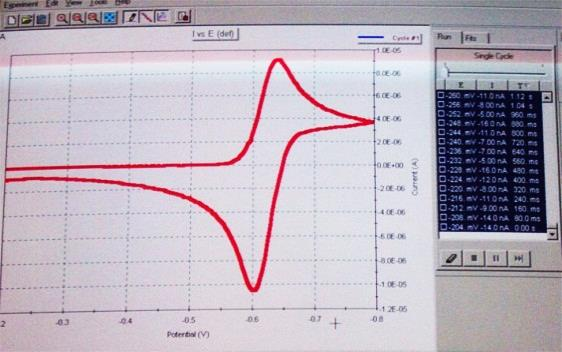 Experiment Edit View Tools Help
A
I vs E (def)
Cycle #1
1.0E-05
8.0E-06
6.0E-06
4.0E-06
2.0E-06
0.0E+00
-2.0E-06
-4.0E-06
-6.0E-06
-8.0E-06
-1.0E-05
-1.2E-05
Current (A)
2
-0.3
-0.4
-0.5
-0.6
-0.7
-0.8
Potential (V)
Run Fits
Single Cycle
E I T
-260. mV -11.0 nA 1.12 s
-256. mV -8.00 nA 1.04 s
-252. mV -5.00 nA 960. ms
-248. mV -16.0 nA 880. ms
-244. mV -11.0 nA 800. ms
-240. mV -7.00 nA 720. ms
-236. mV -7.00 nA 640. ms
-232. mV -5.00 nA 560. ms
-228. mV -16.0 nA 480. ms
-224. mV -12.0 nA 400. ms
-220. mV -8.00 nA 320. ms
-216. mV -11.0 nA 240. ms
-212. mV -9.00 nA 160. ms
-208. mV -14.0 nA 80.0 ms
-204. mV -14.0 nA 0.00 s